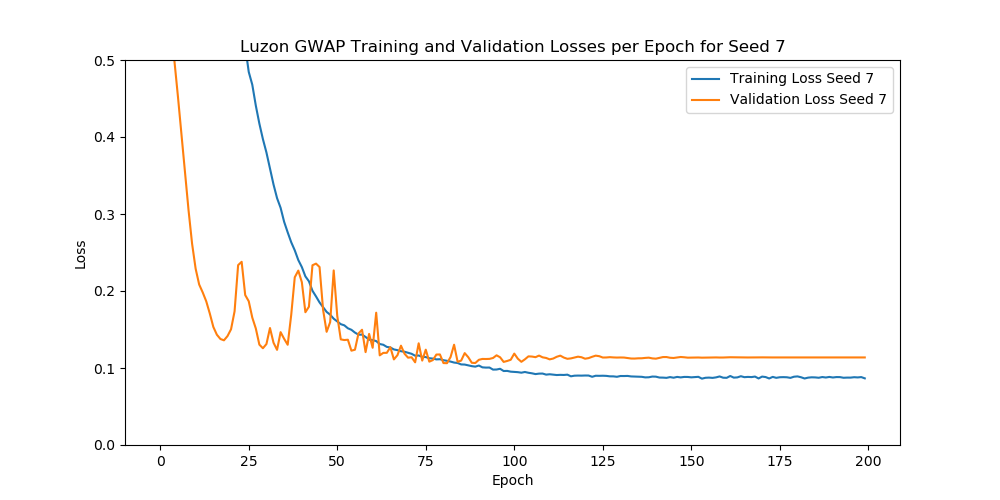 Luzon GWAP Training and Validation Losses per Epoch for Seed 7
Training Loss Seed 7
Validation Loss Seed 7
0.5
0.4
0.3
0.2
0.1
0.0
Loss
0 25 50 75 100 125 150 175 200
Epoch